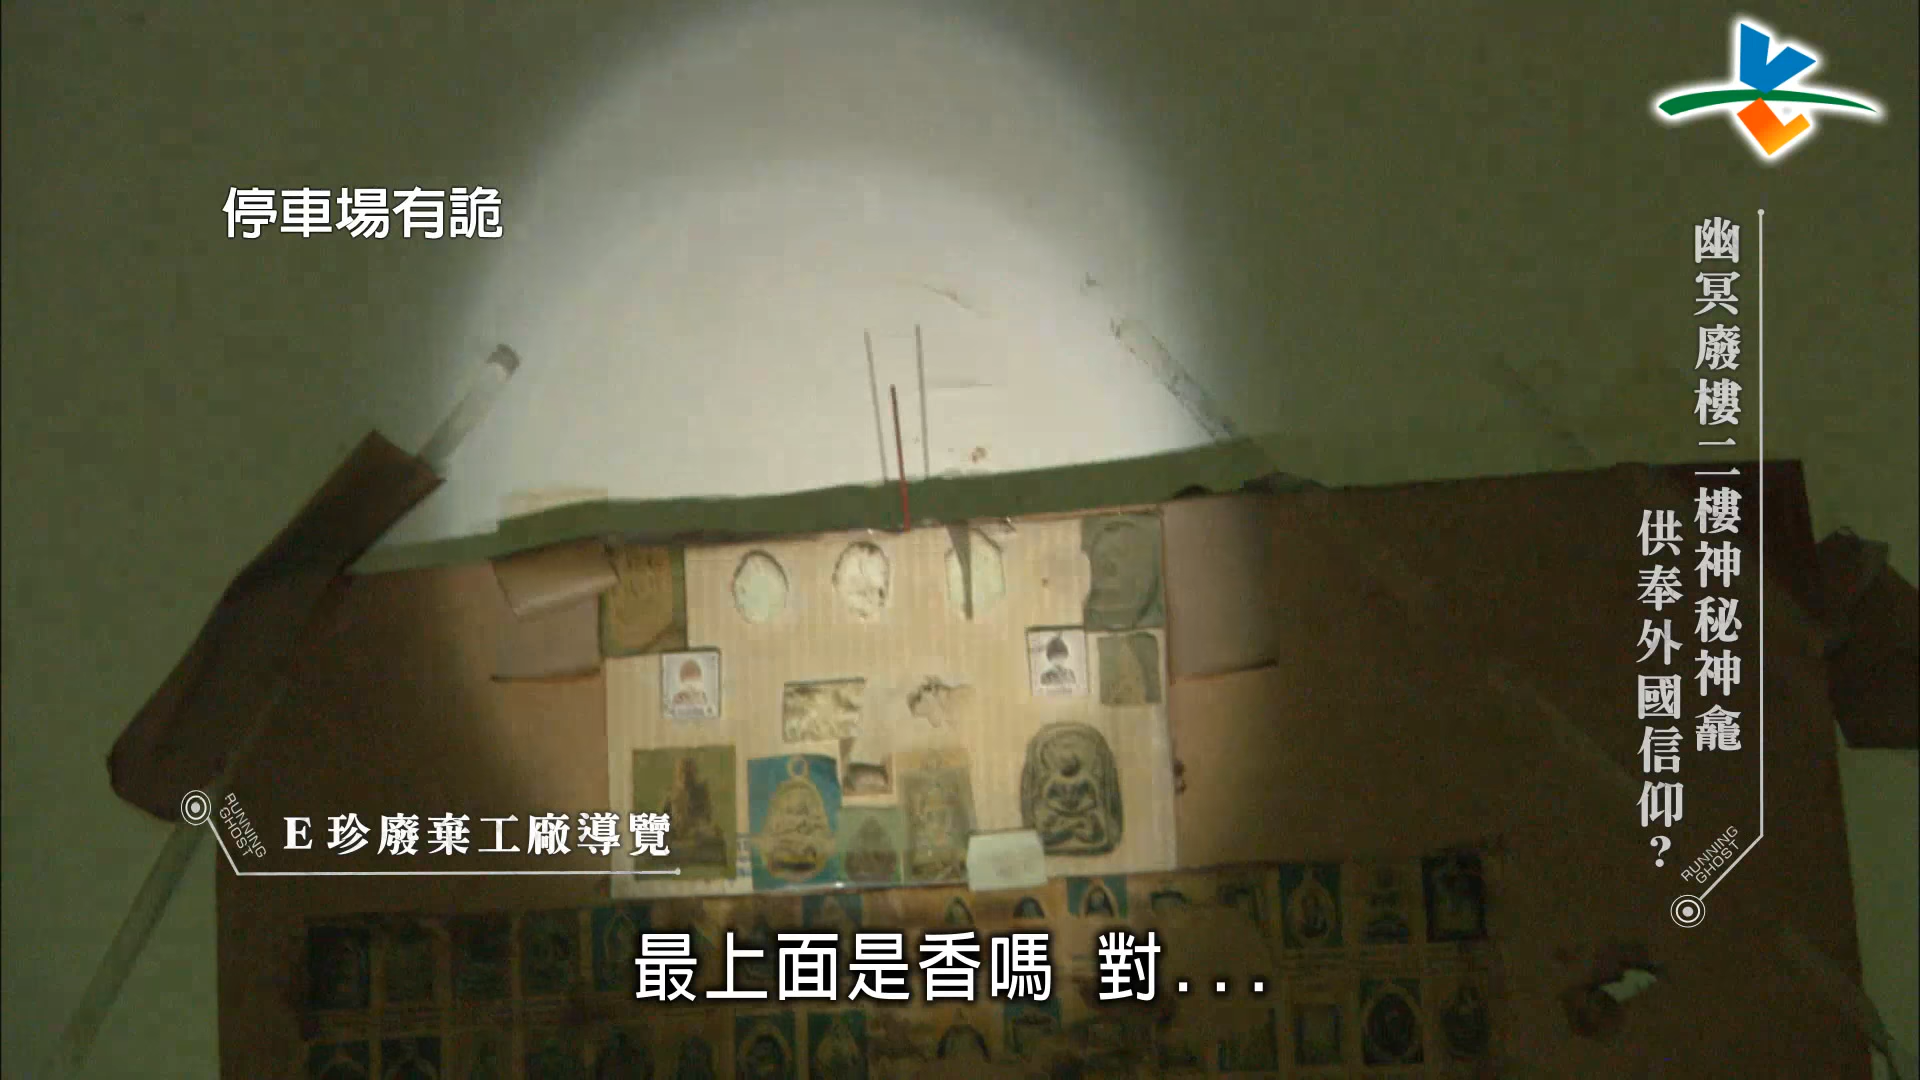 停車場有詭
幽冥廢樓二樓神秘神龕
供奉外國信仰?
RUNNING
GHOST
RUNNING
GHOST
E珍廢棄工廠導覽
最上面是香嗎 對...